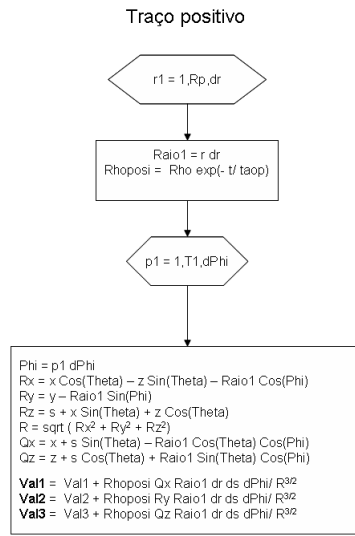 Traço positivo
r1 = 1,Rp,dr
Raio1 = r dr
Rhoposi = Rho exp(- t/ taop)
p1 = 1,T1,dPhi
Phi = p1 dPhi
Rx = x Cos(Theta) – z Sin(Theta) – Raio1 Cos(Phi)
Ry = y – Raio1 Sin(Phi)
Rz = s + x Sin(Theta) + z Cos(Theta)
R = sqrt ( Rx² + Ry² + Rz²)
Qx = x + s Sin(Theta) – Raio1 Cos(Theta) Cos(Phi)
Qz = z + s Cos(Theta) + Raio1 Sin(Theta) Cos(Phi)
Val1 = Val1 + Rhoposi Qx Raio1 dr ds dPhi/ R³/²
Val2 = Val2 + Rhoposi Ry Raio1 dr ds dPhi/ R³/²
Val3 = Val3 + Rhoposi Qz Raio1 dr ds dPhi/ R³/²